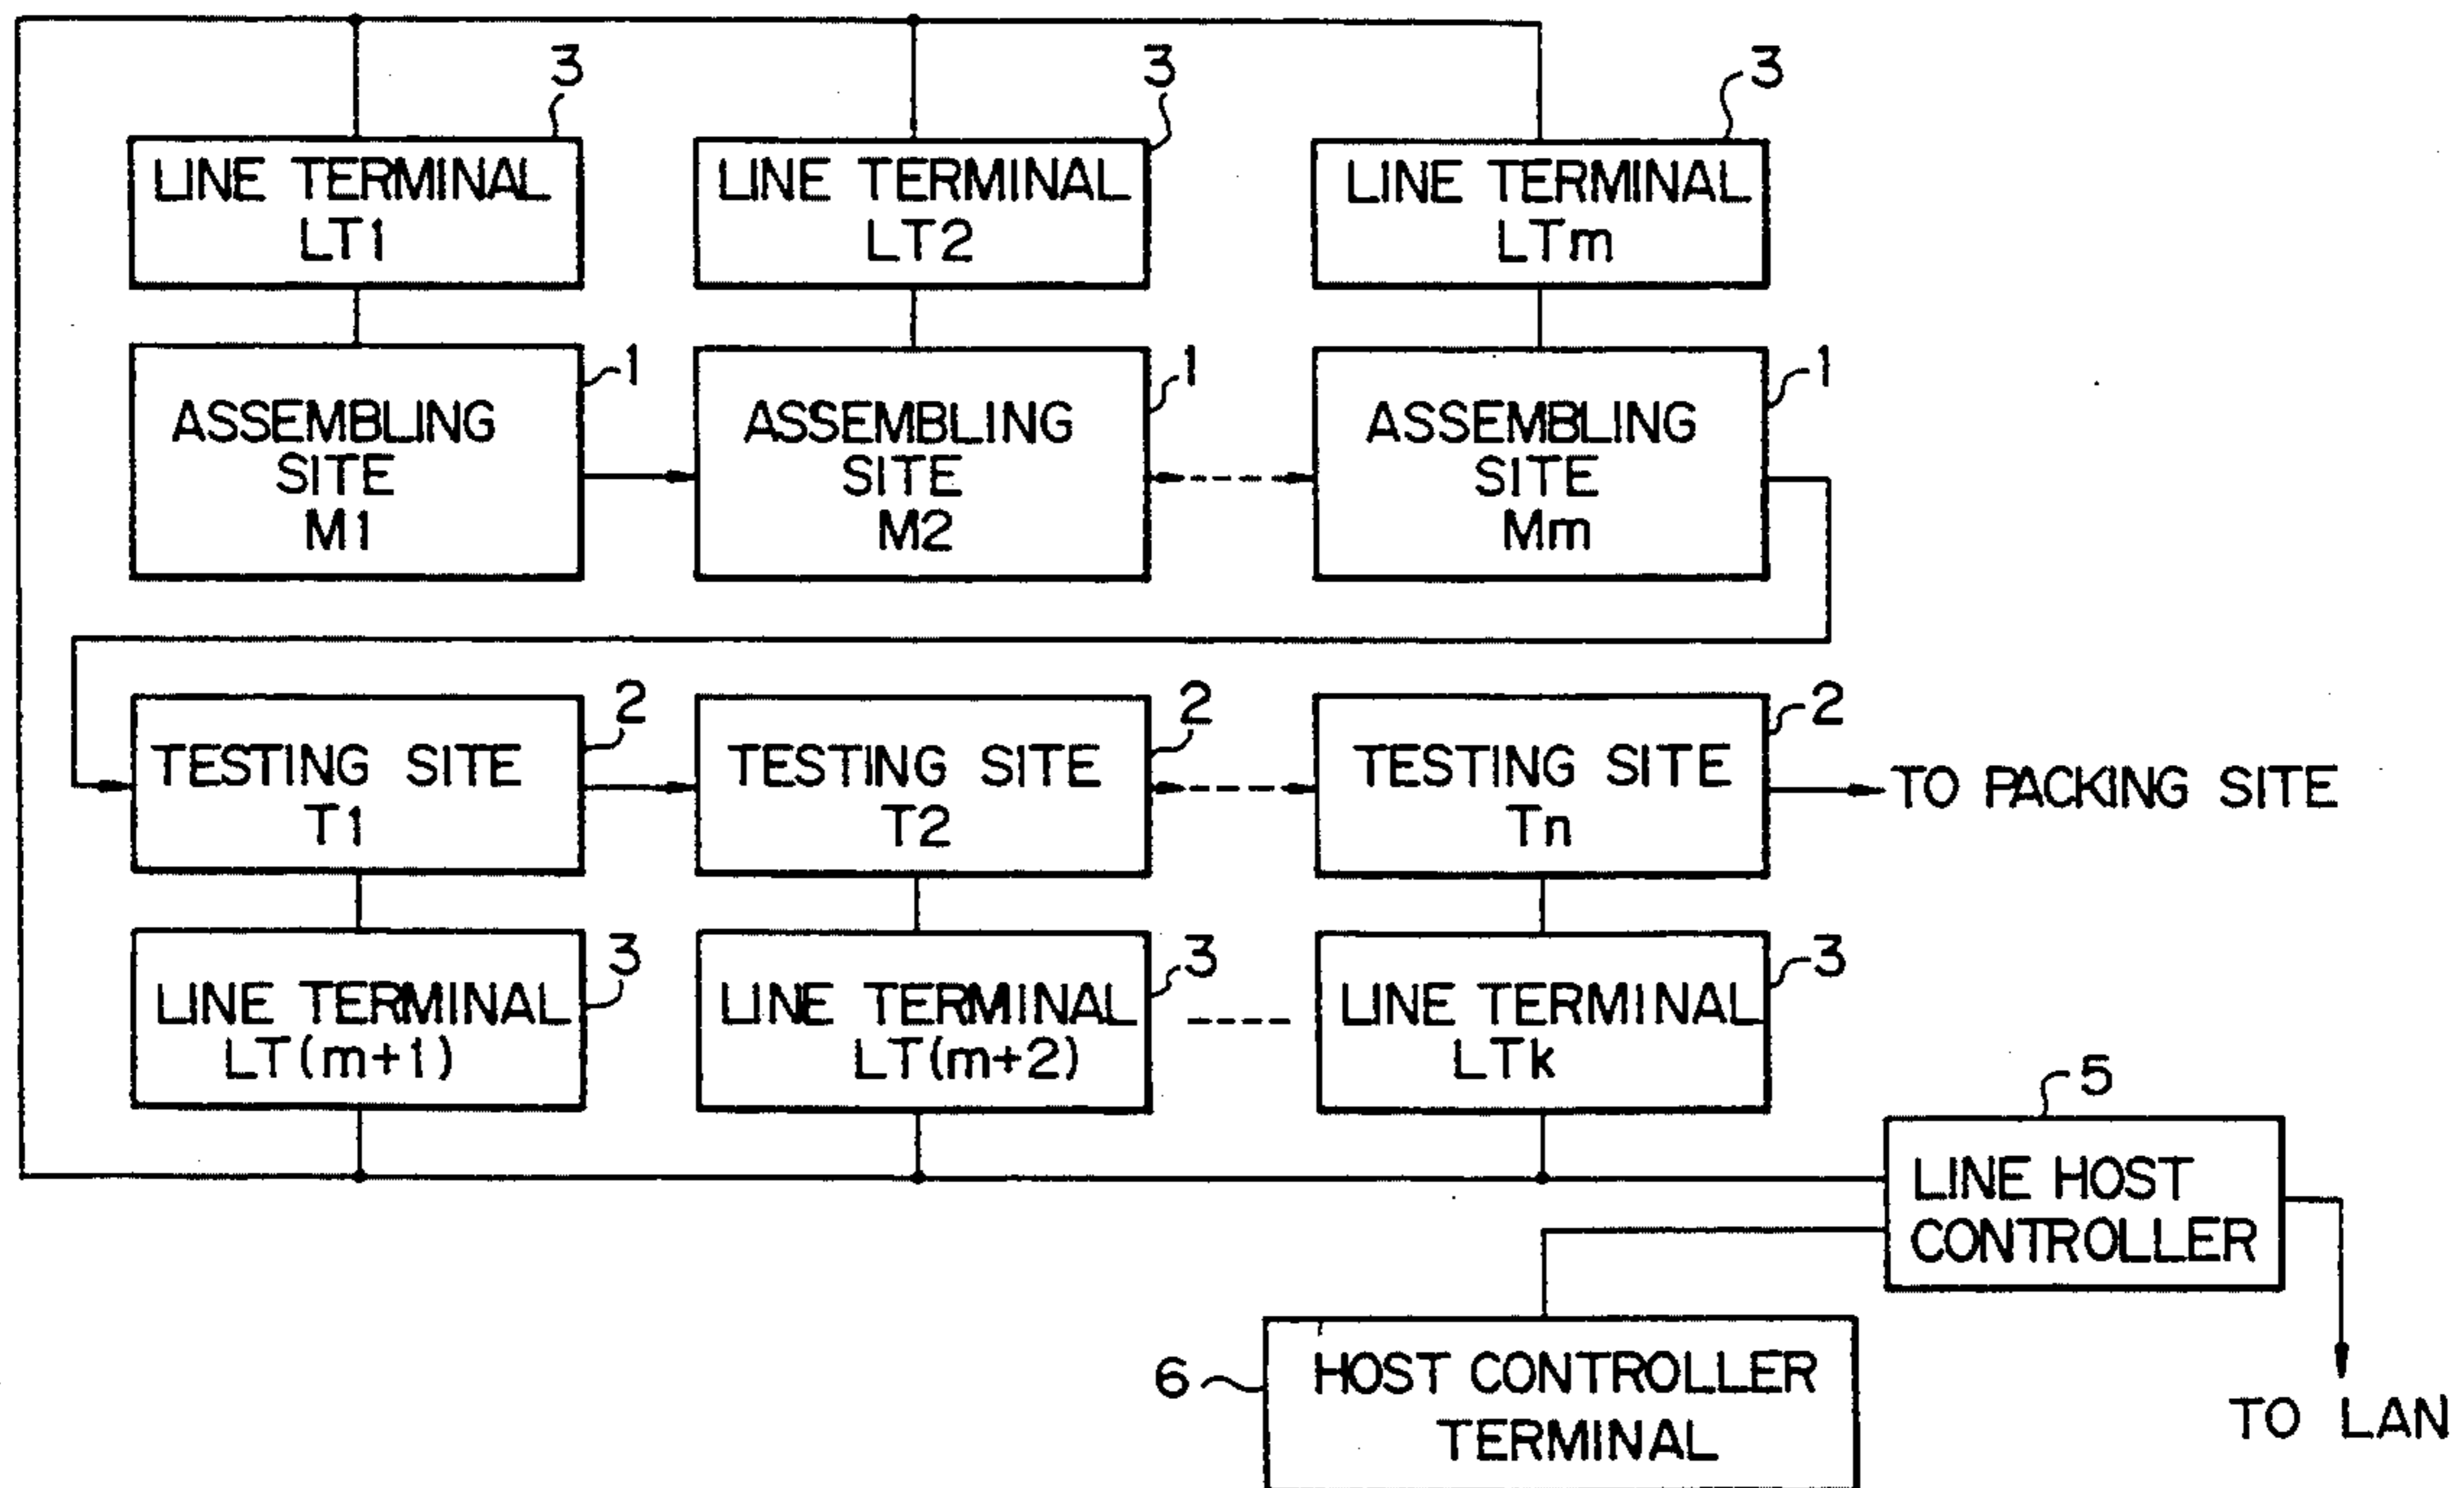 3
3
3
LINE TERMINAL
LT1
LINE TERMINAL
LT2
LINE TERMINAL
LTm
1
1
1
ASSEMBLING
SITE
M1
ASSEMBLING
SITE
M2
ASSEMBLING
SITE
Mm
2
2
2
TESTING SITE
T1
TESTING SITE
T2
TESTING SITE
Tn
TO PACKING SITE
3
3
3
LINE TERMINAL
LT(m+1)
LINE TERMINAL
LT(m+2)
LINE TERMINAL
LTk
5
LINE HOST
CONTROLLER
6
HOST CONTROLLER
TERMINAL
TO LAN